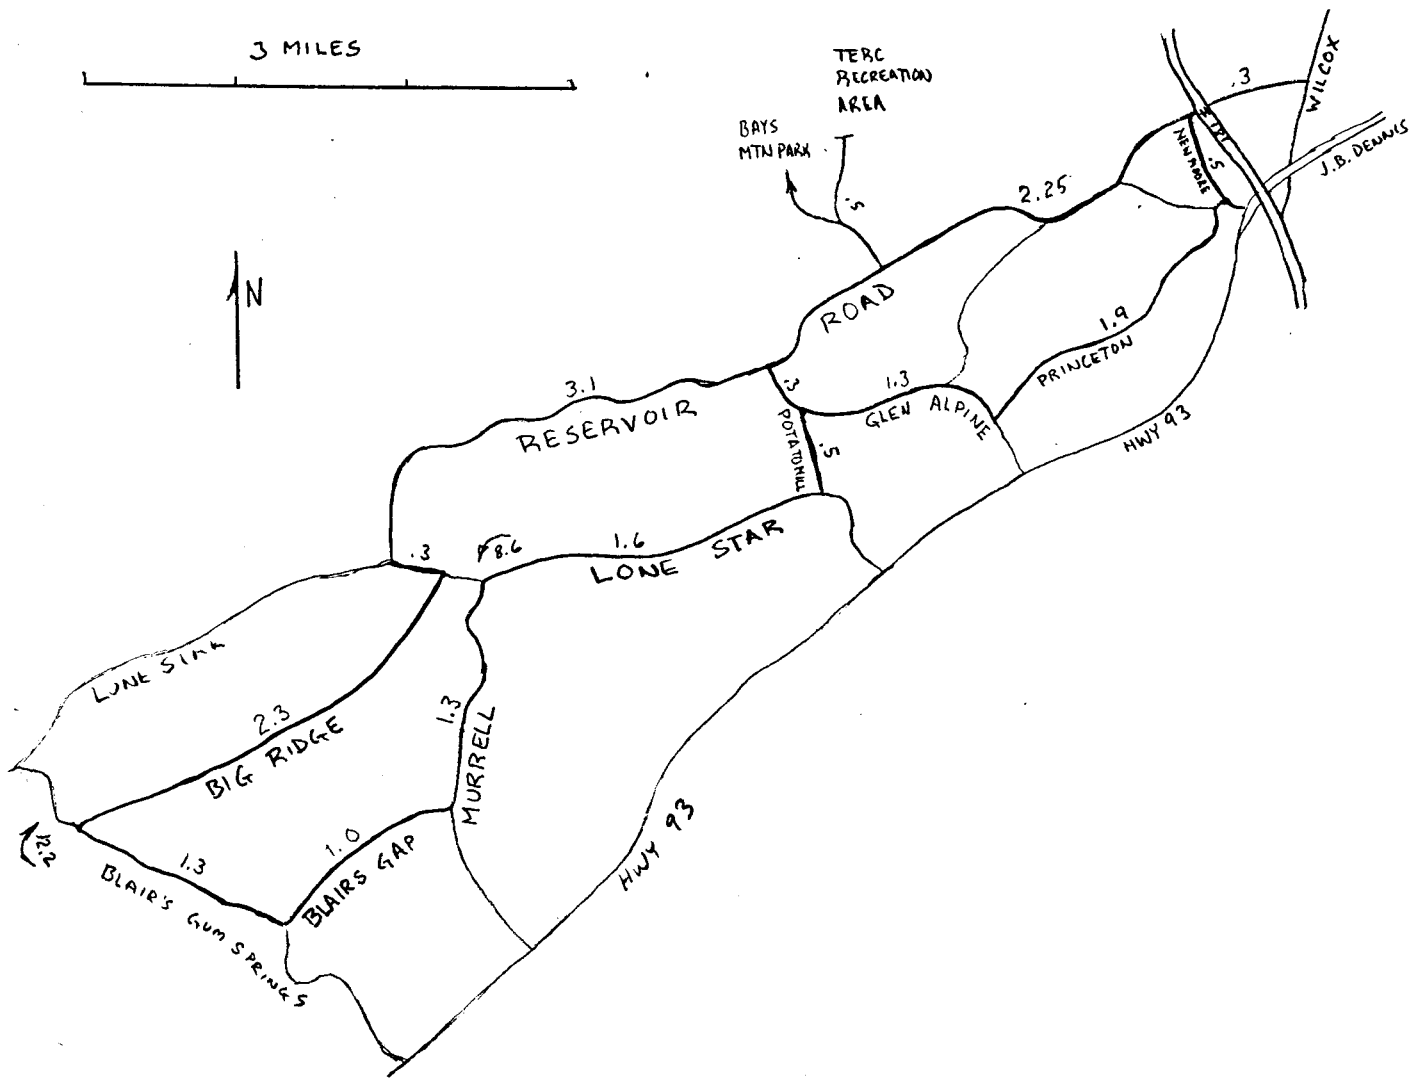 3 MILES
TERC
RECREATION
AREA
BAYS
MTN PARK
.5
.3
WILCOX
J.B. DENNIS
I 181
NEW MOORE
.5
2.25
N
ROAD
1.9
PRINCETON
HWY 93
3.1
RESERVOIR
.3
1.3
GLEN ALPINE
POTATO HILL
.5
.3
8.6
1.6
LONE STAR
LONE STAR
2.3
BIG RIDGE
1.3
MURRELL
12.2
1.3
BLAIR'S GUM SPRINGS
1.0
BLAIRS GAP
HWY 93